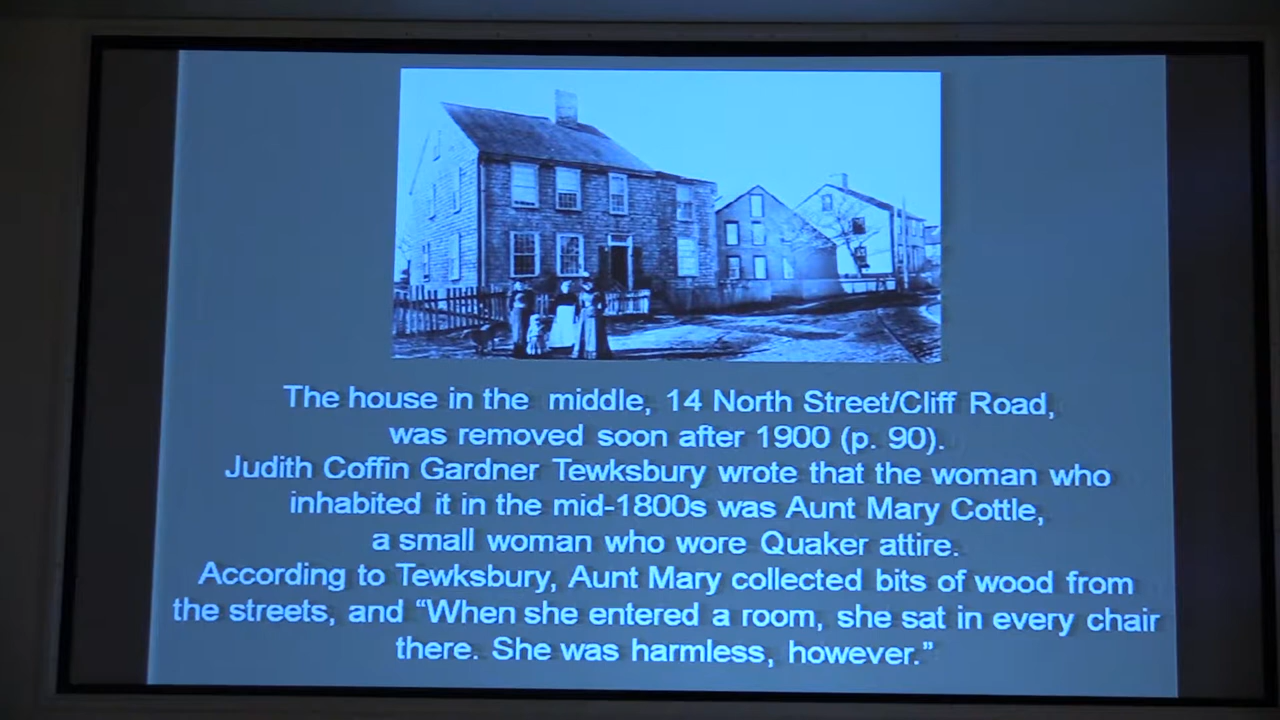 The house in the middle, 14 North Street/Cliff Road,
was removed soon after 1900 (p. 90).
Judith Coffin Gardner Tewksbury wrote that the woman who
inhabited it in the mid-1800s was Aunt Mary Cottle,
a small woman who wore Quaker attire.
According to Tewksbury, Aunt Mary collected bits of wood from
the streets, and “When she entered a room, she sat in every chair
there. She was harmless, however.”